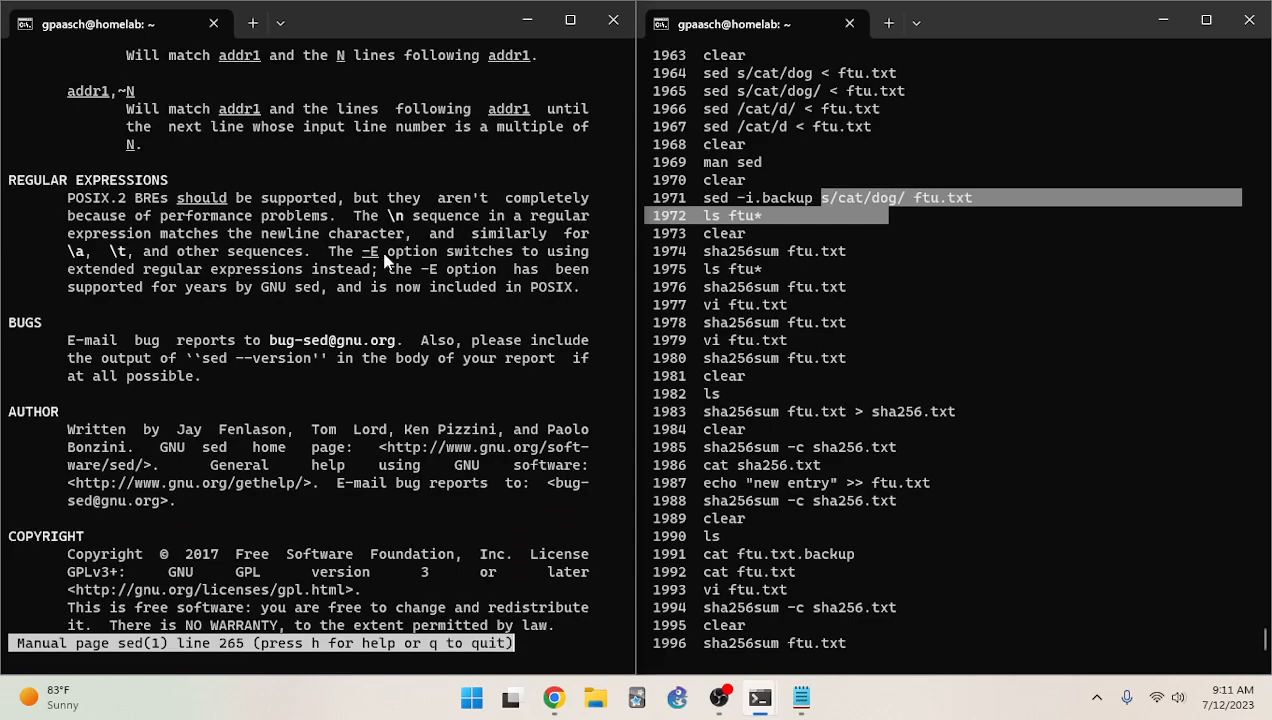 gpaasch@homelab: ~
Will match addr1 and the N lines following addr1.
addr1,~N
Will match addr1 and the lines following addr1 until
the next line whose input line number is a multiple of
N.
REGULAR EXPRESSIONS
POSIX.2 BREs should be supported, but they aren't completely
because of performance problems. The \n sequence in a regular
expression matches the newline character, and similarly for
\a, \t, and other sequences. The -E option switches to using
extended regular expressions instead; the -E option has been
supported for years by GNU sed, and is now included in POSIX.
BUGS
E-mail bug reports to bug-sed@gnu.org. Also, please include
the output of ``sed --version'' in the body of your report if
at all possible.
AUTHOR
Written by Jay Fenlason, Tom Lord, Ken Pizzini, and Paolo
Bonzini. GNU sed home page: <http://www.gnu.org/soft-
ware/sed/>. General help using GNU software:
<http://www.gnu.org/gethelp/>. E-mail bug reports to: <bug-
sed@gnu.org>.
COPYRIGHT
Copyright © 2017 Free Software Foundation, Inc. License
GPLv3+: GNU GPL version 3 or later
<http://gnu.org/licenses/gpl.html>.
This is free software: you are free to change and redistribute
it. There is NO WARRANTY, to the extent permitted by law.
Manual page sed(1) line 265 (press h for help or q to quit)
gpaasch@homelab: ~
1963 clear
1964 sed s/cat/dog < ftu.txt
1965 sed s/cat/dog/ < ftu.txt
1966 sed /cat/d/ < ftu.txt
1967 sed /cat/d < ftu.txt
1968 clear
1969 man sed
1970 clear
1971 sed -i.backup s/cat/dog/ ftu.txt
1972 ls ftu*
1973 clear
1974 sha256sum ftu.txt
1975 ls ftu*
1976 sha256sum ftu.txt
1977 vi ftu.txt
1978 sha256sum ftu.txt
1979 vi ftu.txt
1980 sha256sum ftu.txt
1981 clear
1982 ls
1983 sha256sum ftu.txt > sha256.txt
1984 clear
1985 sha256sum -c sha256.txt
1986 cat sha256.txt
1987 echo "new entry" >> ftu.txt
1988 sha256sum -c sha256.txt
1989 clear
1990 ls
1991 cat ftu.txt.backup
1992 cat ftu.txt
1993 vi ftu.txt
1994 sha256sum -c sha256.txt
1995 clear
1996 sha256sum ftu.txt
83°F
Sunny
9:11 AM
7/12/2023